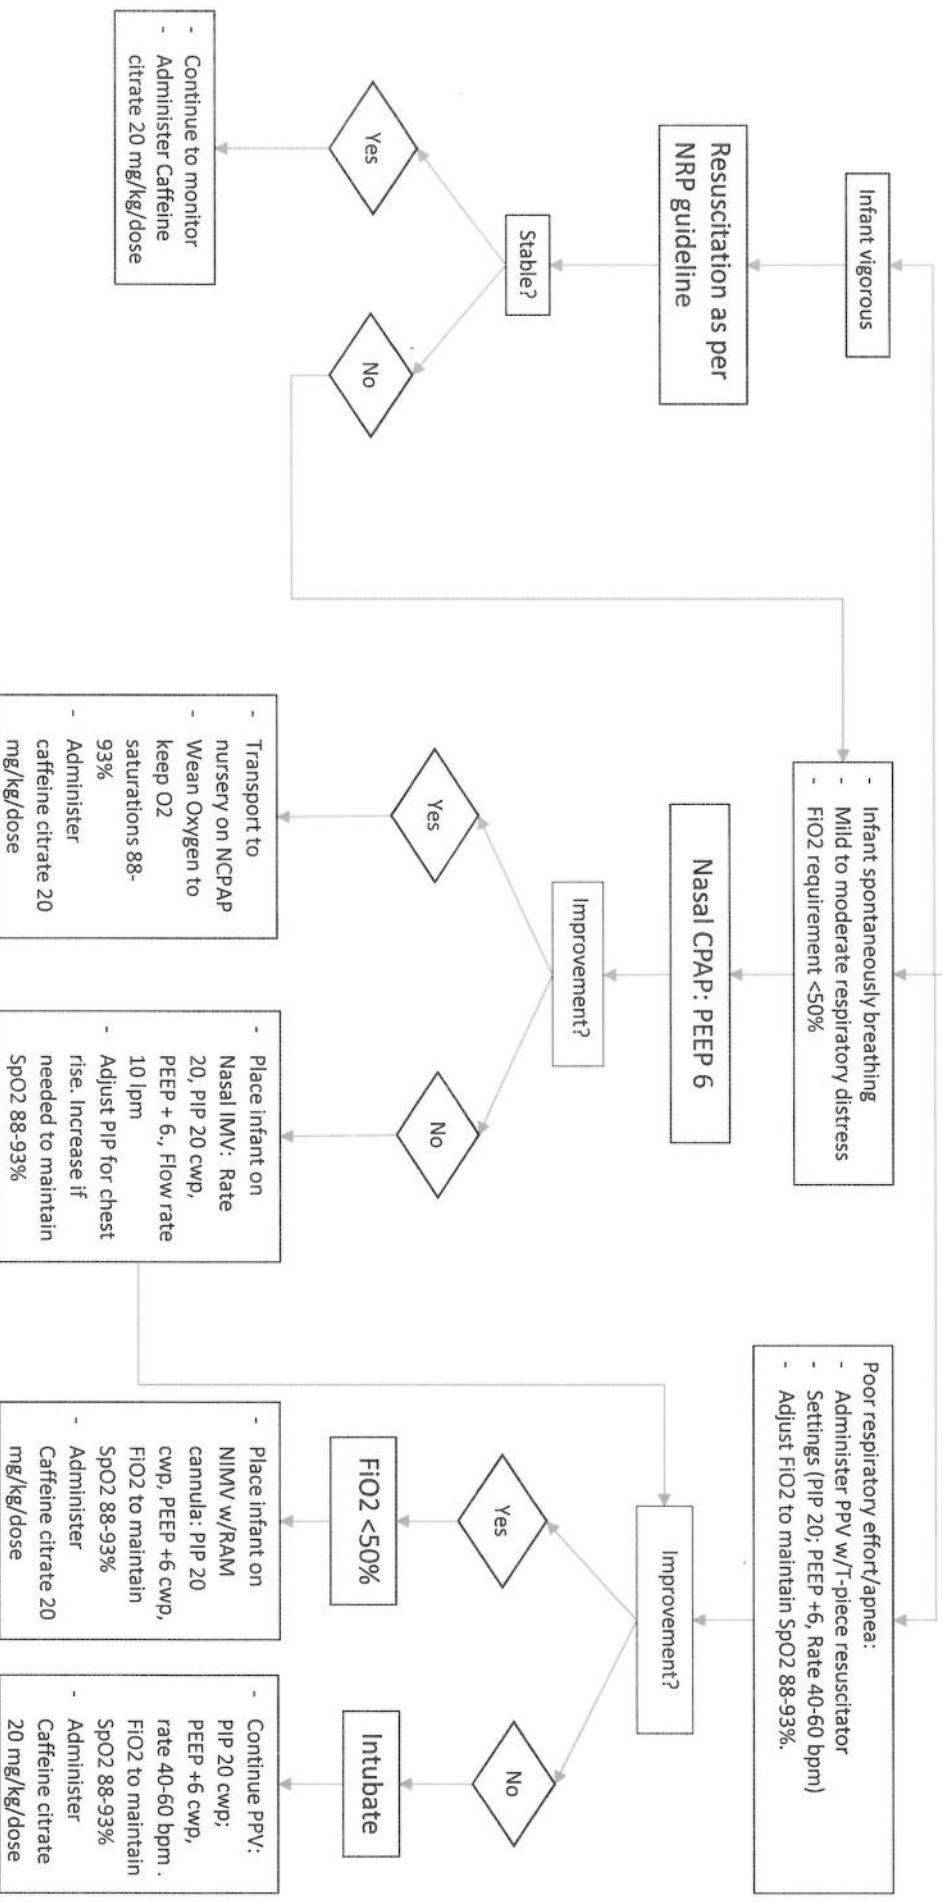 Infant vigorous
Resuscitation as per
NRP guideline
Stable?
Yes
No
- Continue to monitor
- Administer Caffeine
citrate 20 mg/kg/dose
- Infant spontaneously breathing
- Mild to moderate respiratory distress
- FiO2 requirement <50%
Nasal CPAP: PEEP 6
Improvement?
Yes
No
- Transport to
nursery on NCPAP
- Wean Oxygen to
keep O2
saturations 88-
93%
- Administer
caffeine citrate 20
mg/kg/dose
- Place infant on
Nasal IMV: Rate
20, PIP 20 cwp,
PEEP + 6., Flow rate
10 lpm
- Adjust PIP for chest
rise. Increase if
needed to maintain
SpO2 88-93%
Poor respiratory effort/apnea:
- Administer PPV w/T-piece resuscitator
- Settings (PIP 20; PEEP +6, Rate 40-60 bpm)
- Adjust FiO2 to maintain SpO2 88-93%.
Improvement?
Yes
No
FiO2 <50%
Intubate
- Place infant on
NIMV w/RAM
cannula: PIP 20
cwp, PEEP +6 cwp,
FiO2 to maintain
SpO2 88-93%
- Administer
Caffeine citrate 20
mg/kg/dose
- Continue PPV:
PIP 20 cwp;
PEEP +6 cwp,
rate 40-60 bpm .
FiO2 to maintain
SpO2 88-93%
- Administer
Caffeine citrate
20 mg/kg/dose